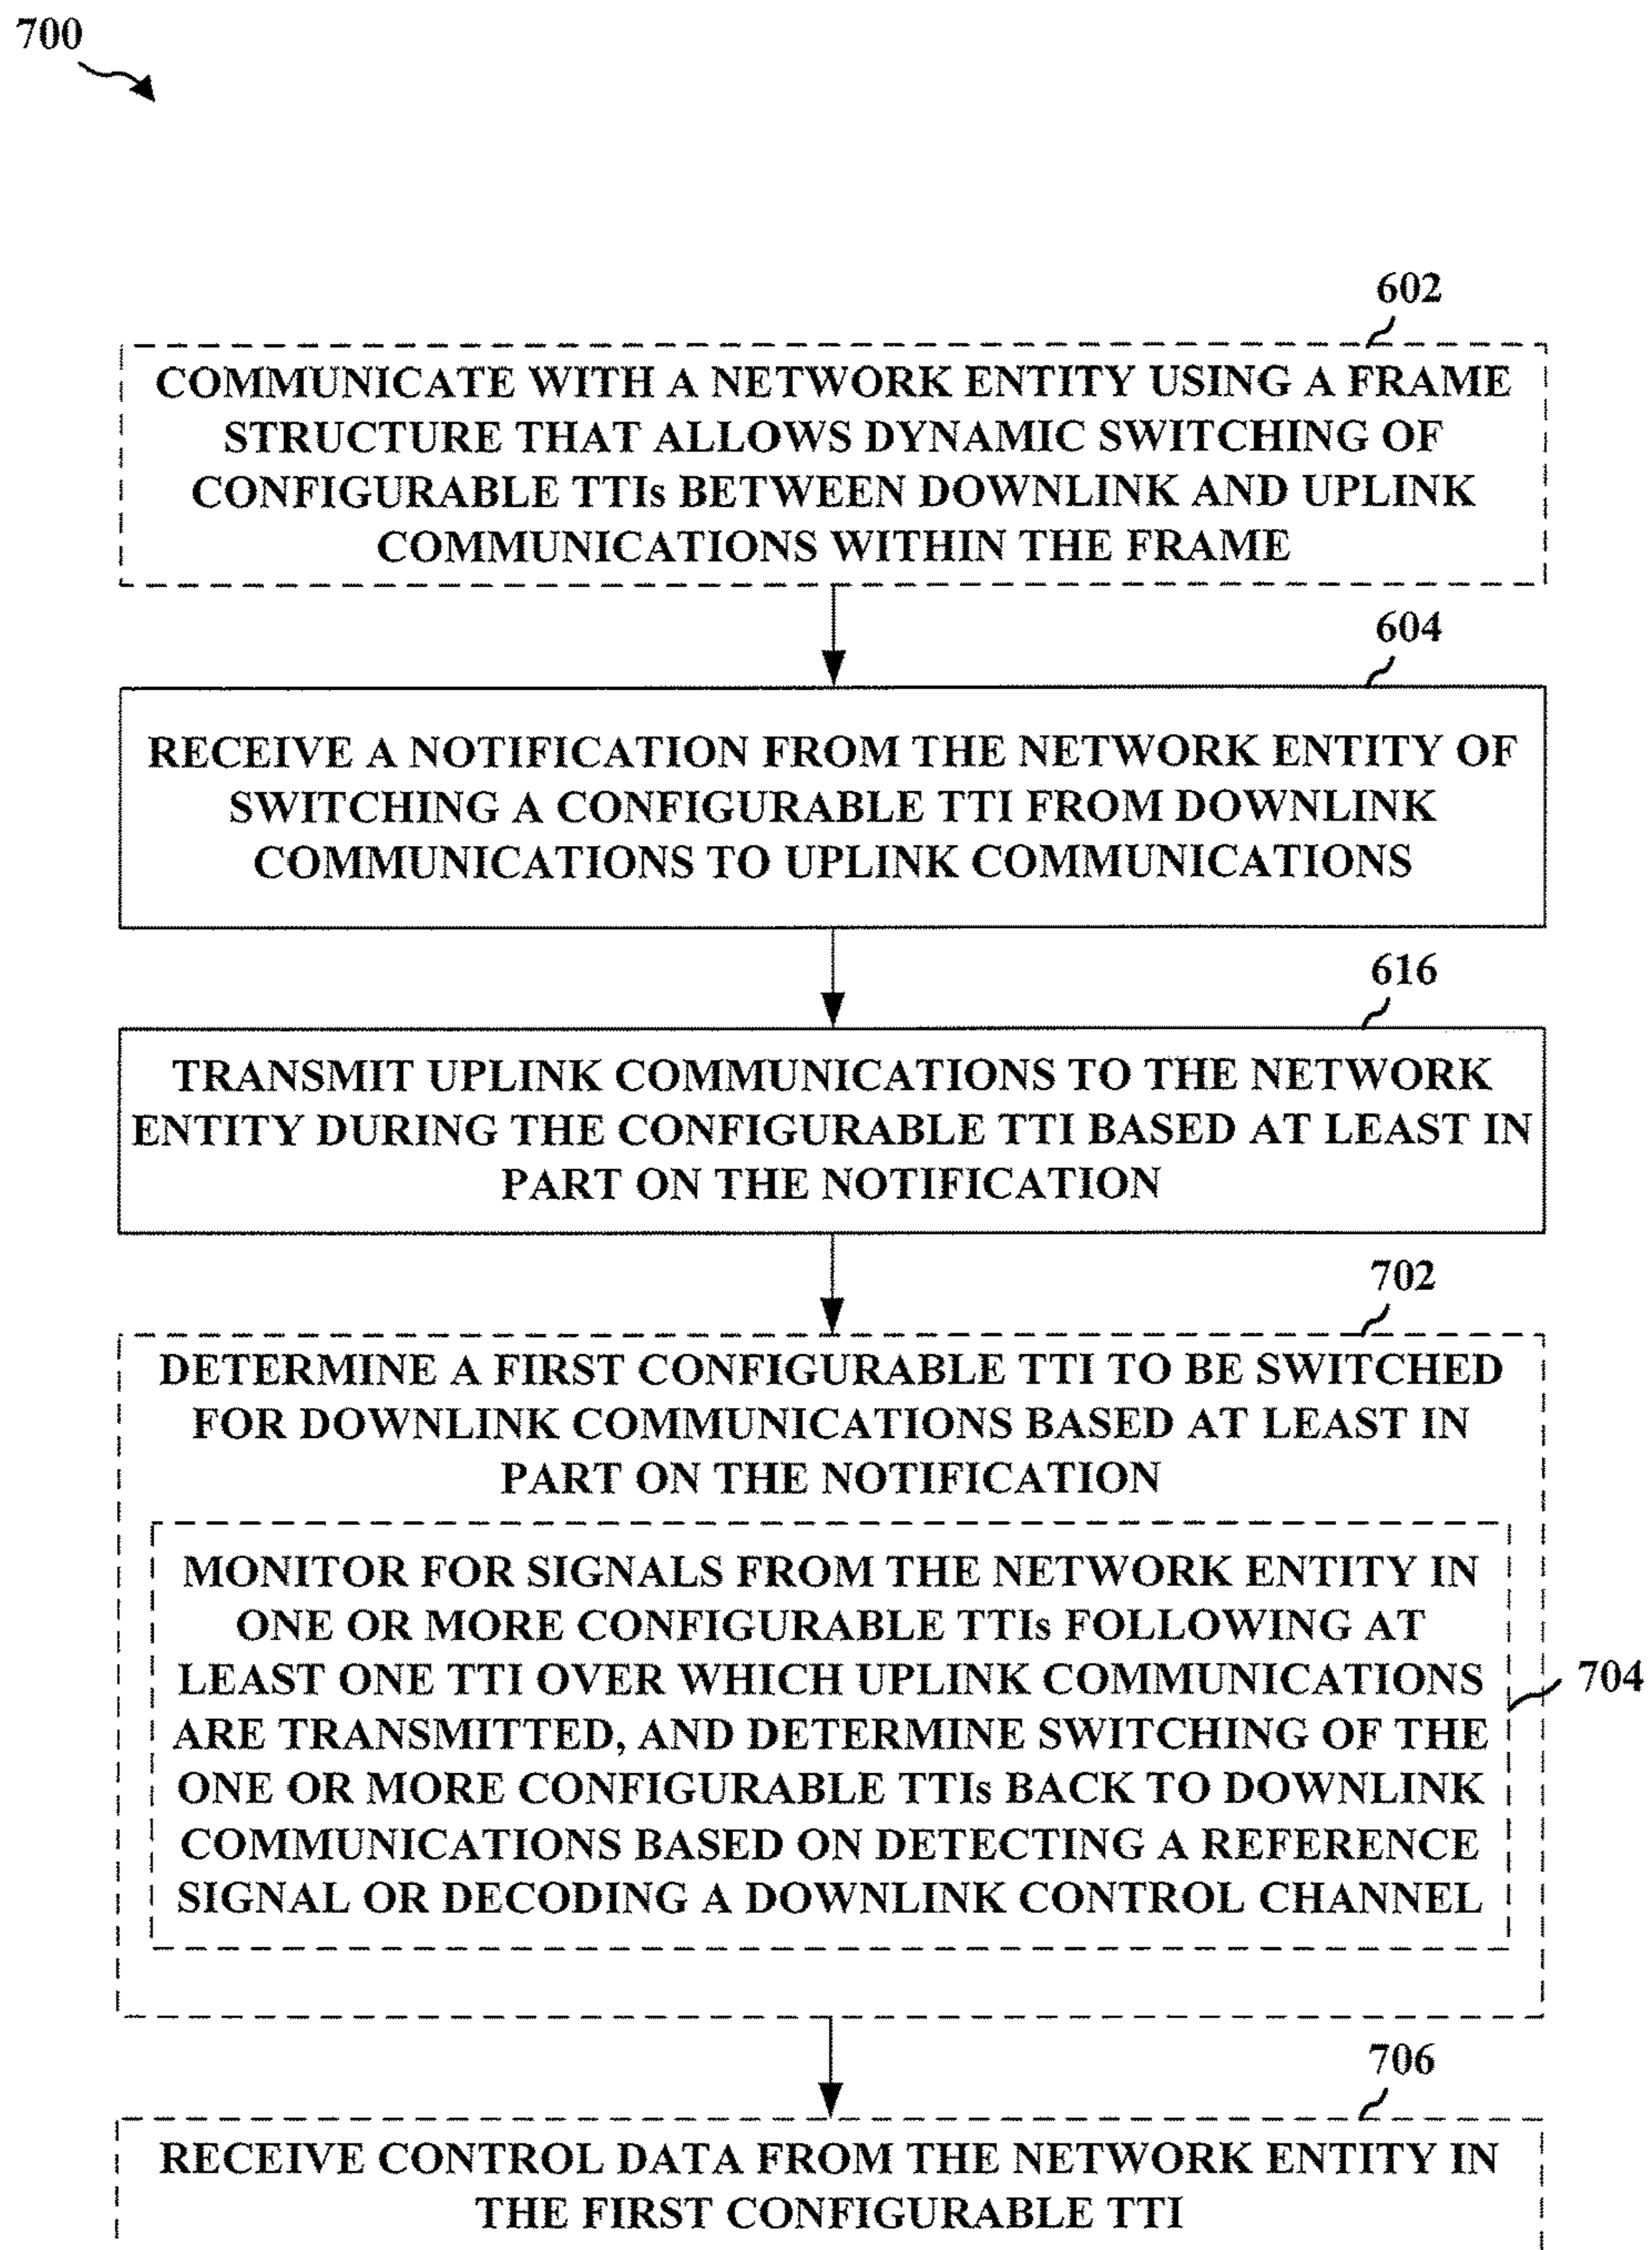 700
602
COMMUNICATE WITH A NETWORK ENTITY USING A FRAME
STRUCTURE THAT ALLOWS DYNAMIC SWITCHING OF
CONFIGURABLE TTIs BETWEEN DOWNLINK AND UPLINK
COMMUNICATIONS WITHIN THE FRAME
604
RECEIVE A NOTIFICATION FROM THE NETWORK ENTITY OF
SWITCHING A CONFIGURABLE TTI FROM DOWNLINK
COMMUNICATIONS TO UPLINK COMMUNICATIONS
616
TRANSMIT UPLINK COMMUNICATIONS TO THE NETWORK
ENTITY DURING THE CONFIGURABLE TTI BASED AT LEAST IN
PART ON THE NOTIFICATION
702
DETERMINE A FIRST CONFIGURABLE TTI TO BE SWITCHED
FOR DOWNLINK COMMUNICATIONS BASED AT LEAST IN
PART ON THE NOTIFICATION
MONITOR FOR SIGNALS FROM THE NETWORK ENTITY IN
ONE OR MORE CONFIGURABLE TTIs FOLLOWING AT
LEAST ONE TTI OVER WHICH UPLINK COMMUNICATIONS
ARE TRANSMITTED, AND DETERMINE SWITCHING OF THE
ONE OR MORE CONFIGURABLE TTIs BACK TO DOWNLINK
COMMUNICATIONS BASED ON DETECTING A REFERENCE
SIGNAL OR DECODING A DOWNLINK CONTROL CHANNEL
704
706
RECEIVE CONTROL DATA FROM THE NETWORK ENTITY IN
THE FIRST CONFIGURABLE TTI